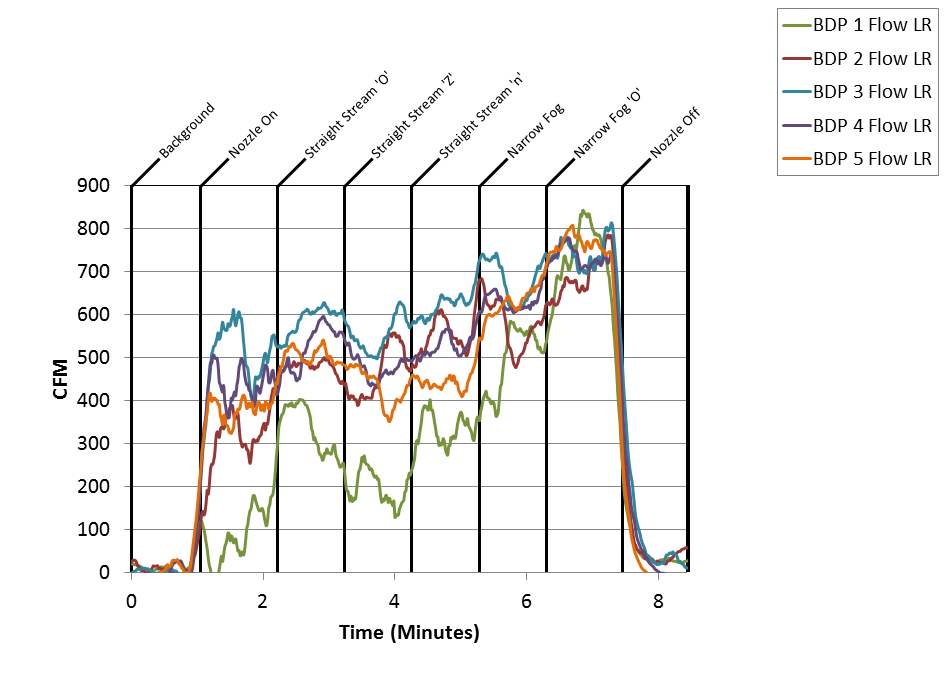 BDP 1 Flow LR
BDP 2 Flow LR
BDP 3 Flow LR
BDP 4 Flow LR
BDP 5 Flow LR
Background
Nozzle On
Straight Stream 'O'
Straight Stream 'Z'
Straight Stream 'n'
Narrow Fog
Narrow Fog 'O'
Nozzle Off
900
800
700
600
500
400
300
200
100
0
CFM
0 2 4 6 8
Time (Minutes)